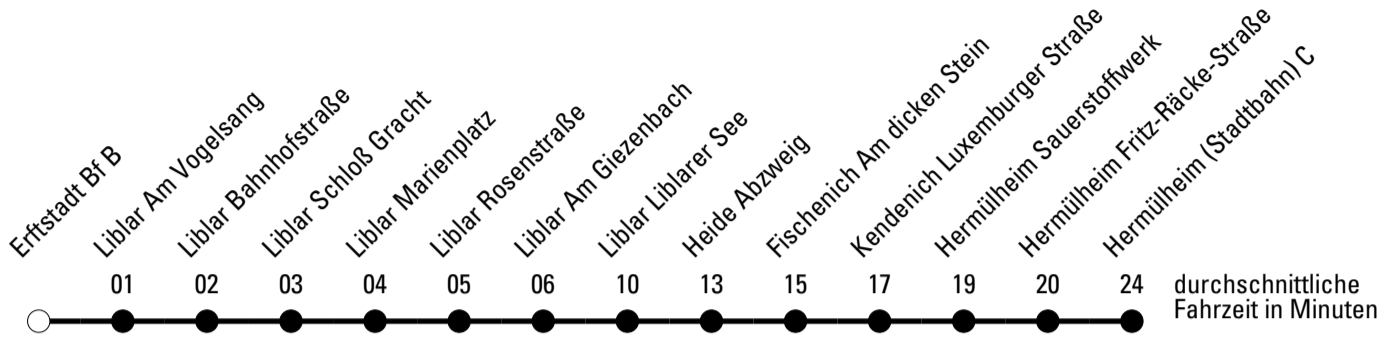 Erftstadt Bf B
Liblar Am Vogelsang
Liblar Bahnhofstraße
Liblar Schloß Gracht
Liblar Marienplatz
Liblar Rosenstraße
Liblar Am Giezenbach
Liblar Liblarer See
Heide Abzweig
Fischenich Am dicken Stein
Kendenich Luxemburger Straße
Hermülheim Sauerstoffwerk
Hermülheim Fritz-Räcke-Straße
Hermülheim (Stadtbahn) C
01 02 03 04 05 06 10 13 15 17 19 20 24
durchschnittliche
Fahrzeit in Minuten